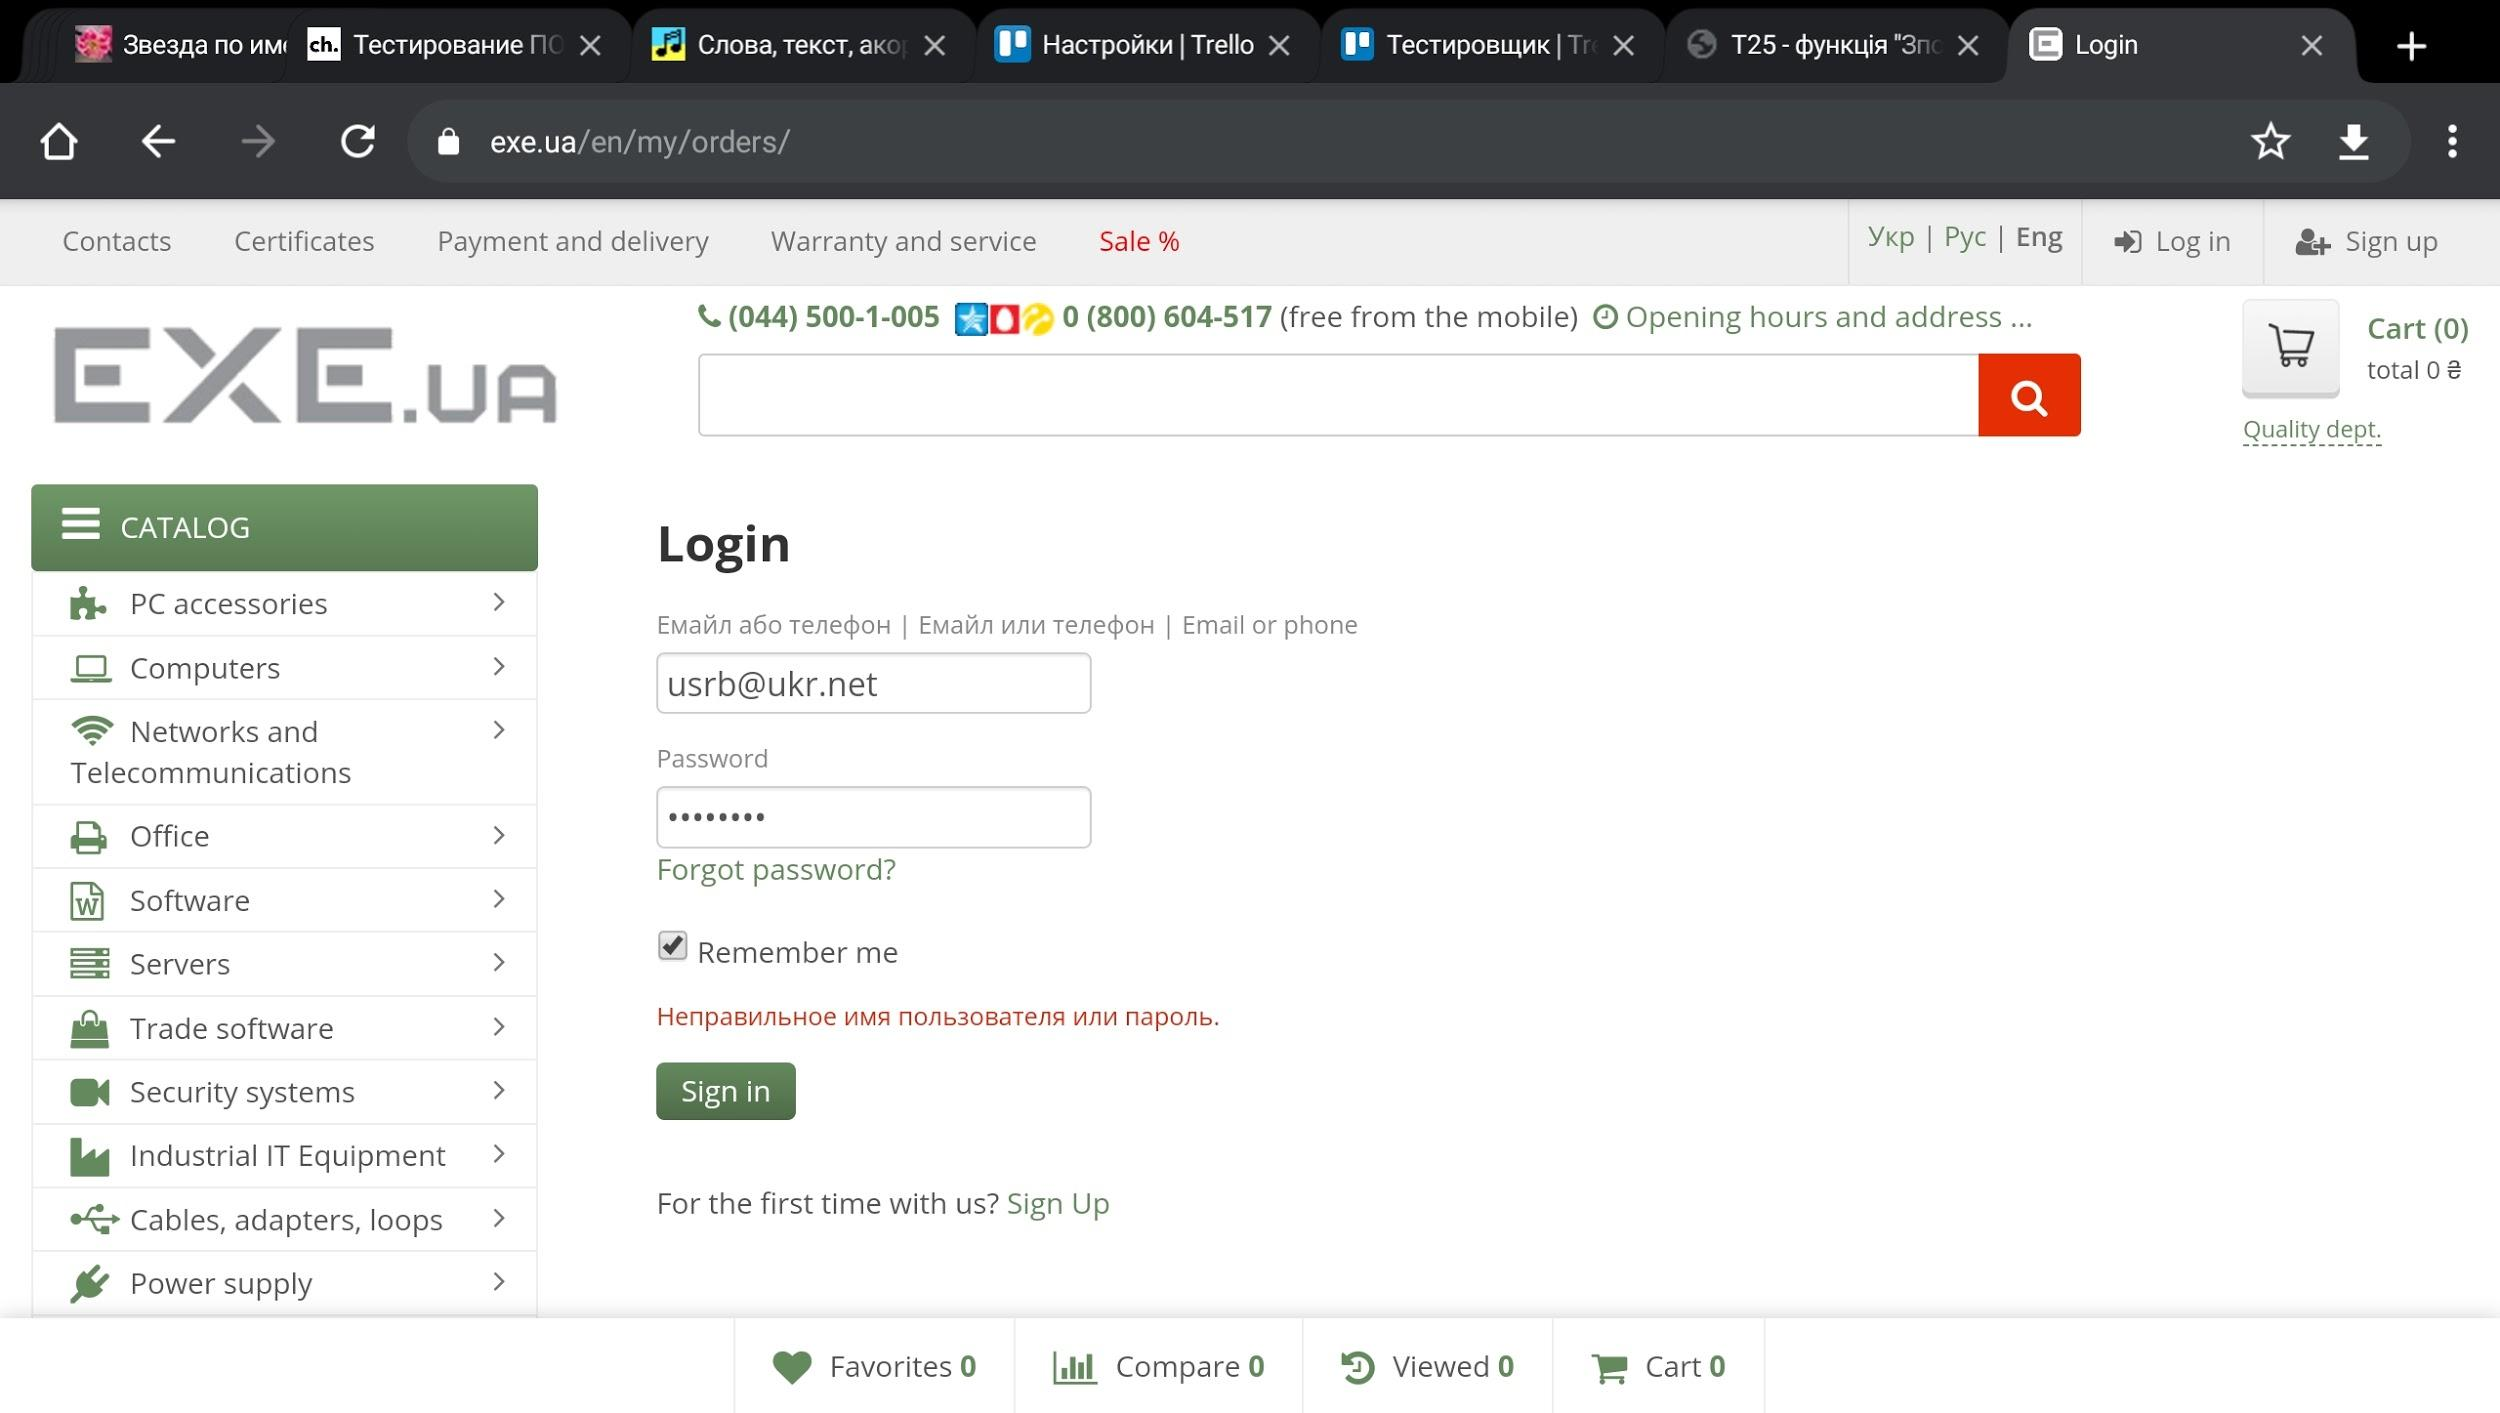 Звезда по име
ch. Тестирование ПО
Слова, текст, акор
Настройки | Trello
Тестировщик | Tre
Т25 - функція "Зпо
Login
exe.ua/en/my/orders/
Contacts Certificates Payment and delivery Warranty and service Sale % Укр | Рус | Eng Log in Sign up
(044) 500-1-005 0 (800) 604-517 (free from the mobile) Opening hours and address ...
Cart (0)
total 0 ₴
Quality dept.
EXE.UA
CATALOG
PC accessories
Computers
Networks and
Telecommunications
Office
Software
Servers
Trade software
Security systems
Industrial IT Equipment
Cables, adapters, loops
Power supply
Login
Емайл або телефон | Емайл или телефон | Email or phone
usrb@ukr.net
Password
••••••••
Forgot password?
Remember me
Неправильное имя пользователя или пароль.
Sign in
For the first time with us? Sign Up
Favorites 0 Compare 0 Viewed 0 Cart 0